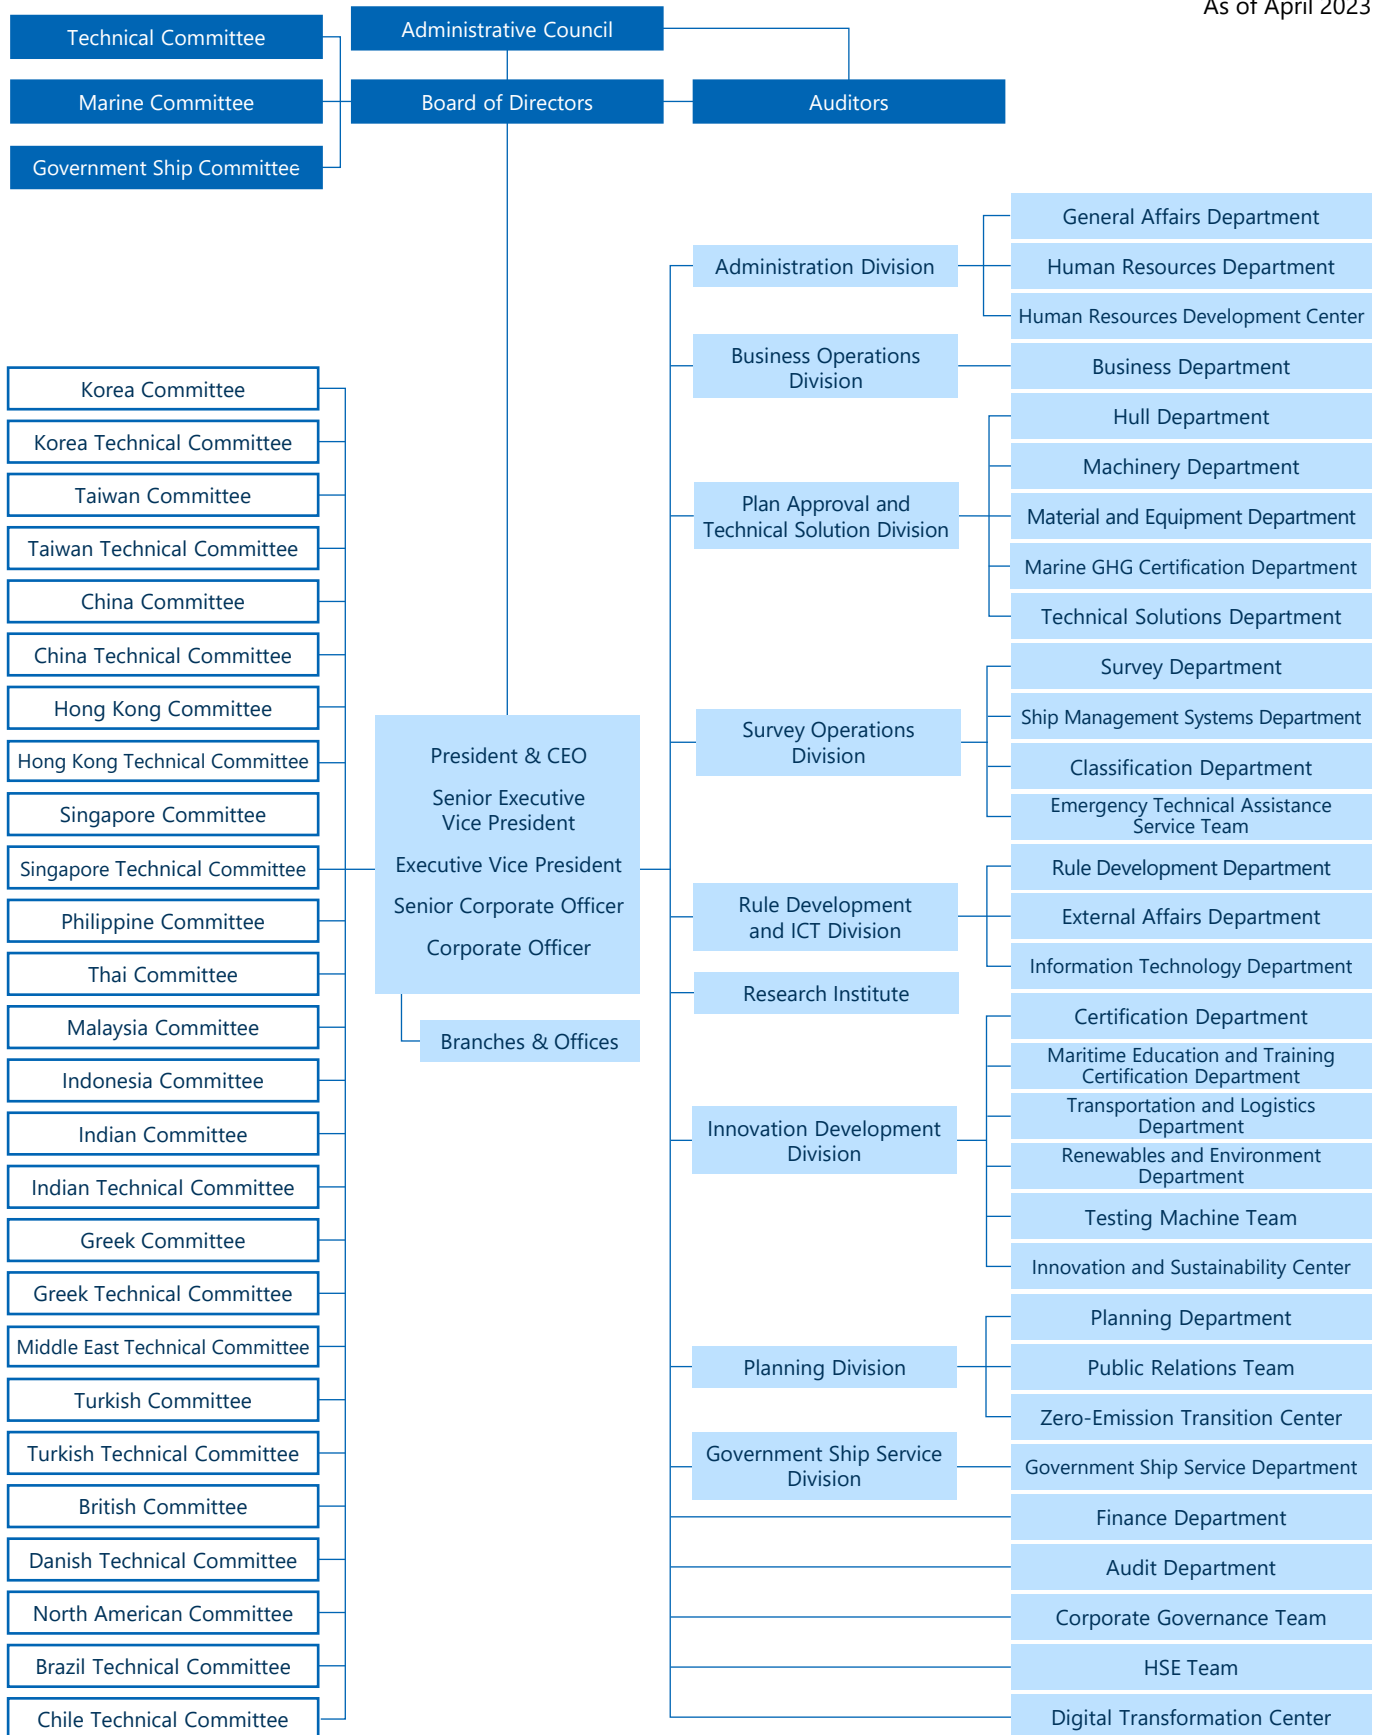 As of April 2023
Technical Committee
Marine Committee
Government Ship Committee
Administrative Council
Board of Directors
Auditors
Korea Committee
Korea Technical Committee
Taiwan Committee
Taiwan Technical Committee
China Committee
China Technical Committee
Hong Kong Committee
Hong Kong Technical Committee
Singapore Committee
Singapore Technical Committee
Philippine Committee
Thai Committee
Malaysia Committee
Indonesia Committee
Indian Committee
Indian Technical Committee
Greek Committee
Greek Technical Committee
Middle East Technical Committee
Turkish Committee
Turkish Technical Committee
British Committee
Danish Technical Committee
North American Committee
Brazil Technical Committee
Chile Technical Committee
President & CEO
Senior Executive
Vice President
Executive Vice President
Senior Corporate Officer
Corporate Officer
Branches & Offices
Administration Division
General Affairs Department
Human Resources Department
Human Resources Development Center
Business Operations
Division
Business Department
Plan Approval and
Technical Solution Division
Hull Department
Machinery Department
Material and Equipment Department
Marine GHG Certification Department
Technical Solutions Department
Survey Operations
Division
Survey Department
Ship Management Systems Department
Classification Department
Emergency Technical Assistance
Service Team
Rule Development
and ICT Division
Rule Development Department
External Affairs Department
Information Technology Department
Research Institute
Innovation Development
Division
Certification Department
Maritime Education and Training
Certification Department
Transportation and Logistics
Department
Renewables and Environment
Department
Testing Machine Team
Innovation and Sustainability Center
Planning Division
Planning Department
Public Relations Team
Zero-Emission Transition Center
Government Ship Service
Division
Government Ship Service Department
Finance Department
Audit Department
Corporate Governance Team
HSE Team
Digital Transformation Center